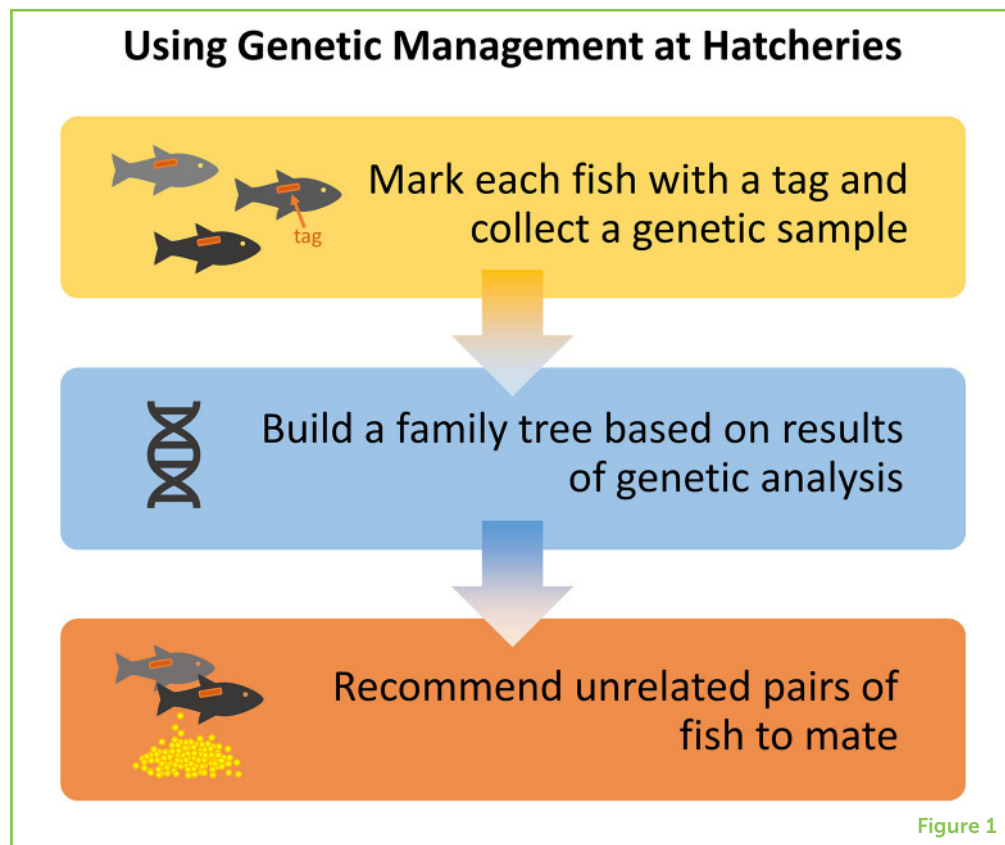 Using Genetic Management at Hatcheries
Mark each fish with a tag and
collect a genetic sample
tag
Build a family tree based on results
of genetic analysis
Recommend unrelated pairs of
fish to mate
Figure 1